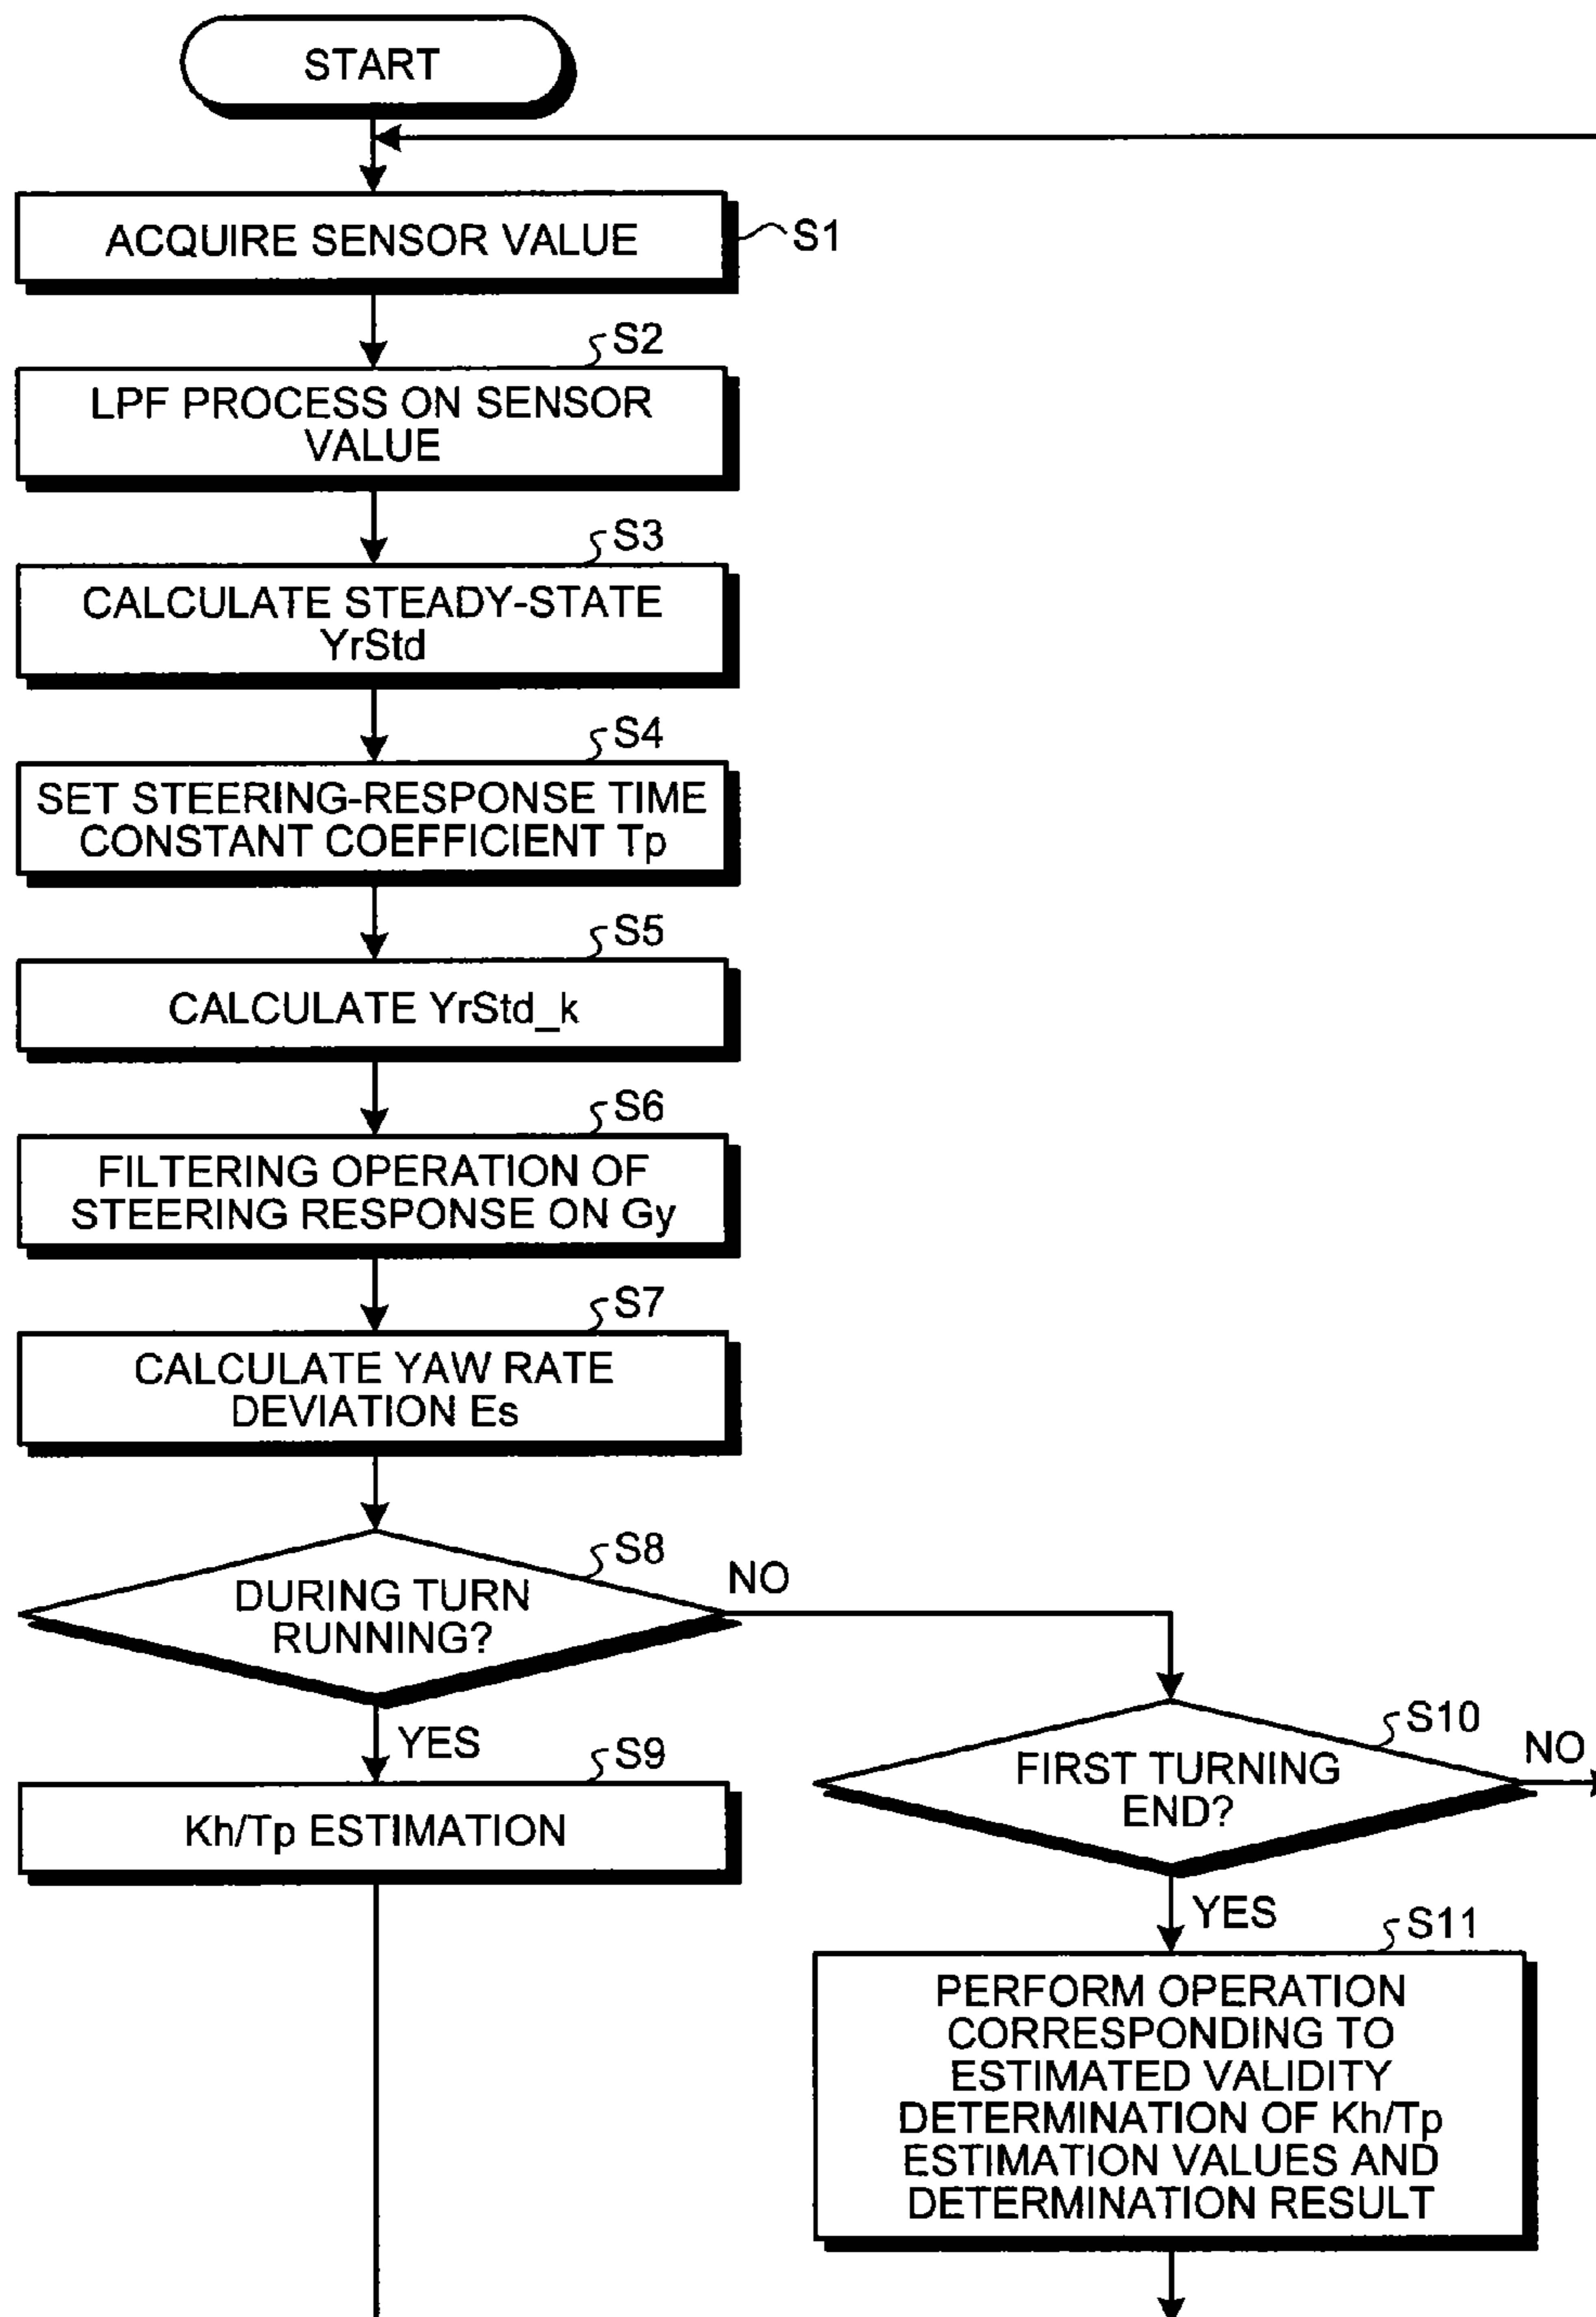 START
ACQUIRE SENSOR VALUE
S1
S2
LPF PROCESS ON SENSOR
VALUE
S3
CALCULATE STEADY-STATE
YrStd
S4
SET STEERING-RESPONSE TIME
CONSTANT COEFFICIENT Tp
S5
CALCULATE YrStd_k
S6
FILTERING OPERATION OF
STEERING RESPONSE ON Gy
S7
CALCULATE YAW RATE
DEVIATION Es
S8
DURING TURN
RUNNING?
NO
YES
S9
Kh/Tp ESTIMATION
S10
FIRST TURNING
END?
NO
YES
S11
PERFORM OPERATION
CORRESPONDING TO
ESTIMATED VALIDITY
DETERMINATION OF Kh/Tp
ESTIMATION VALUES AND
DETERMINATION RESULT